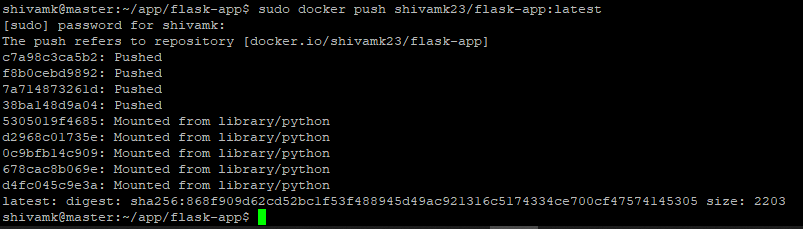 shivamk@master:~/app/flask-app$ sudo docker push shivamk23/flask-app:latest
[sudo] password for shivamk:
The push refers to repository [docker.io/shivamk23/flask-app]
c7a98c3ca5b2: Pushed
f8b0cebd9892: Pushed
7a714873261d: Pushed
38ba148d9a04: Pushed
5305019f4685: Mounted from library/python
d2968c01735e: Mounted from library/python
0c9bfb14c909: Mounted from library/python
678cac8b069e: Mounted from library/python
d4fc045c9e3a: Mounted from library/python
latest: digest: sha256:868f909d62cd52bc1f53f488945d49ac921316c5174334ce700cf47574145305 size: 2203
shivamk@master:~/app/flask-app$